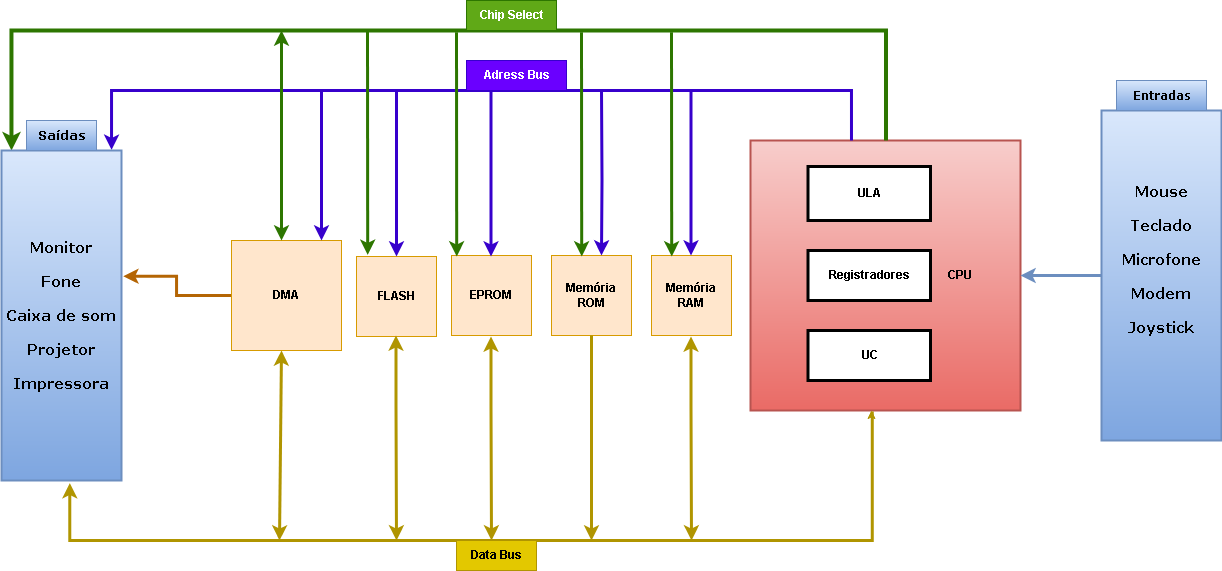 Chip Select
Adress Bus
Entradas
Saídas
Monitor
Fone
Caixa de som
Projetor
Impressora
DMA
FLASH
EPROM
Memória
ROM
Memória
RAM
ULA
Registradores
CPU
UC
Mouse
Teclado
Microfone
Modem
Joystick
Data Bus